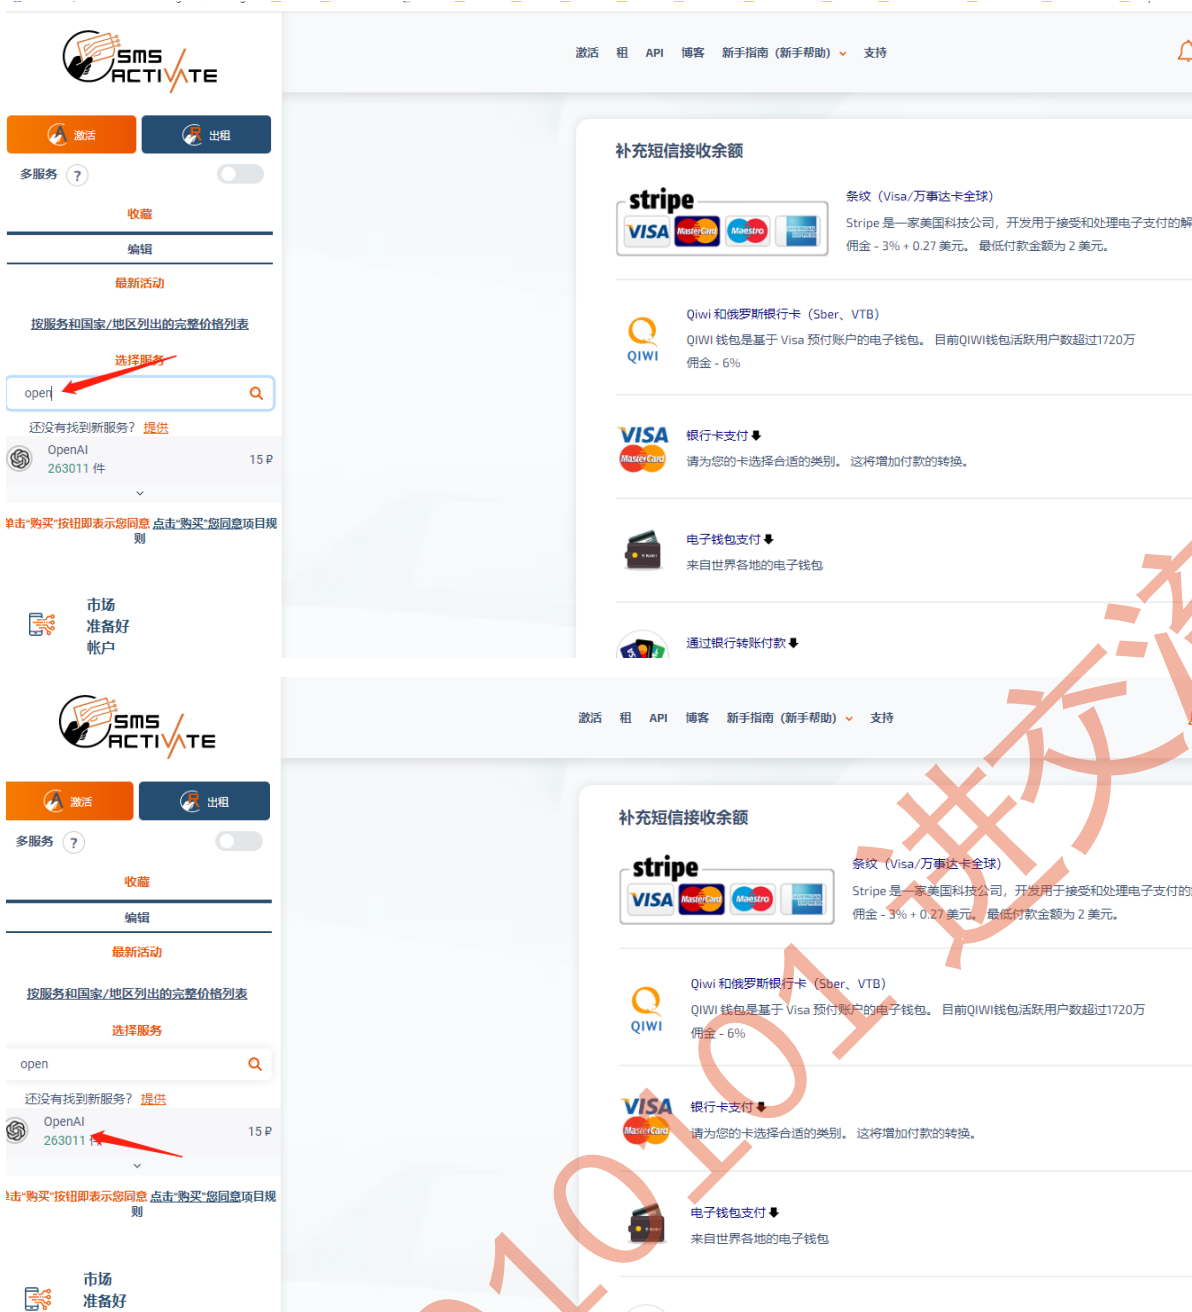 SMS
ACTIVATE
激活 租 API 博客 新手指南（新手帮助） 支持
激活 出租
多服务 ?
收藏
编辑
最新活动
按服务和国家/地区列出的完整价格列表
选择服务
open
还没有找到新服务？ 提供
OpenAI
263011 件
15 ₽
单击“购买”按钮即表示您同意 点击“购买”您同意项目规
则
市场
准备好
帐户
补充短信接收余额
stripe
VISA MasterCard Maestro AMERICAN EXPRESS
条纹（Visa/万事达卡全球）
Stripe 是一家美国科技公司，开发用于接受和处理电子支付的解
佣金 - 3% + 0.27 美元。 最低付款金额为 2 美元。
QIWI
Qiwi 和俄罗斯银行卡（Sber、VTB）
QIWI 钱包是基于 Visa 预付账户的电子钱包。 目前QIWI钱包活跃用户数超过1720万
佣金 - 6%
VISA
MasterCard
银行卡支付
请为您的卡选择合适的类别。 这将增加付款的转换。
电子钱包支付
来自世界各地的电子钱包
通过银行转账付款
SMS
ACTIVATE
激活 租 API 博客 新手指南（新手帮助） 支持
激活 出租
多服务 ?
收藏
编辑
最新活动
按服务和国家/地区列出的完整价格列表
选择服务
open
还没有找到新服务？ 提供
OpenAI
263011 件
15 ₽
单击“购买”按钮即表示您同意 点击“购买”您同意项目规
则
市场
准备好
补充短信接收余额
stripe
VISA MasterCard Maestro AMERICAN EXPRESS
条纹（Visa/万事达卡全球）
Stripe 是一家美国科技公司，开发用于接受和处理电子支付的
佣金 - 3% + 0.27 美元。 最低付款金额为 2 美元。
QIWI
Qiwi 和俄罗斯银行卡（Sber、VTB）
QIWI 钱包是基于 Visa 预付账户的电子钱包。 目前QIWI钱包活跃用户数超过1720万
佣金 - 6%
VISA
MasterCard
银行卡支付
请为您的卡选择合适的类别。 这将增加付款的转换。
电子钱包支付
来自世界各地的电子钱包
0101 进交流